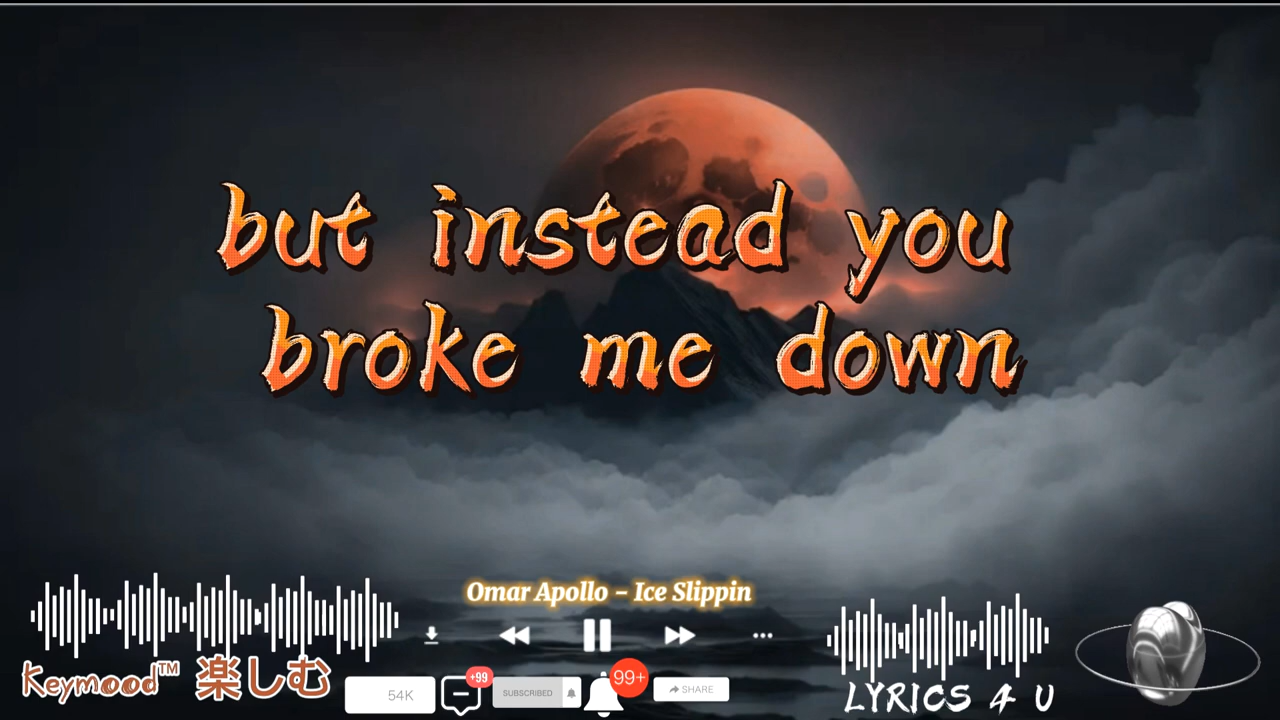 but instead you
broke me down
Omar Apollo - Ice Slippin
Keymood™ 楽しむ
54K
+99
SUBSCRIBED
99+
SHARE
LYRICS 4 U